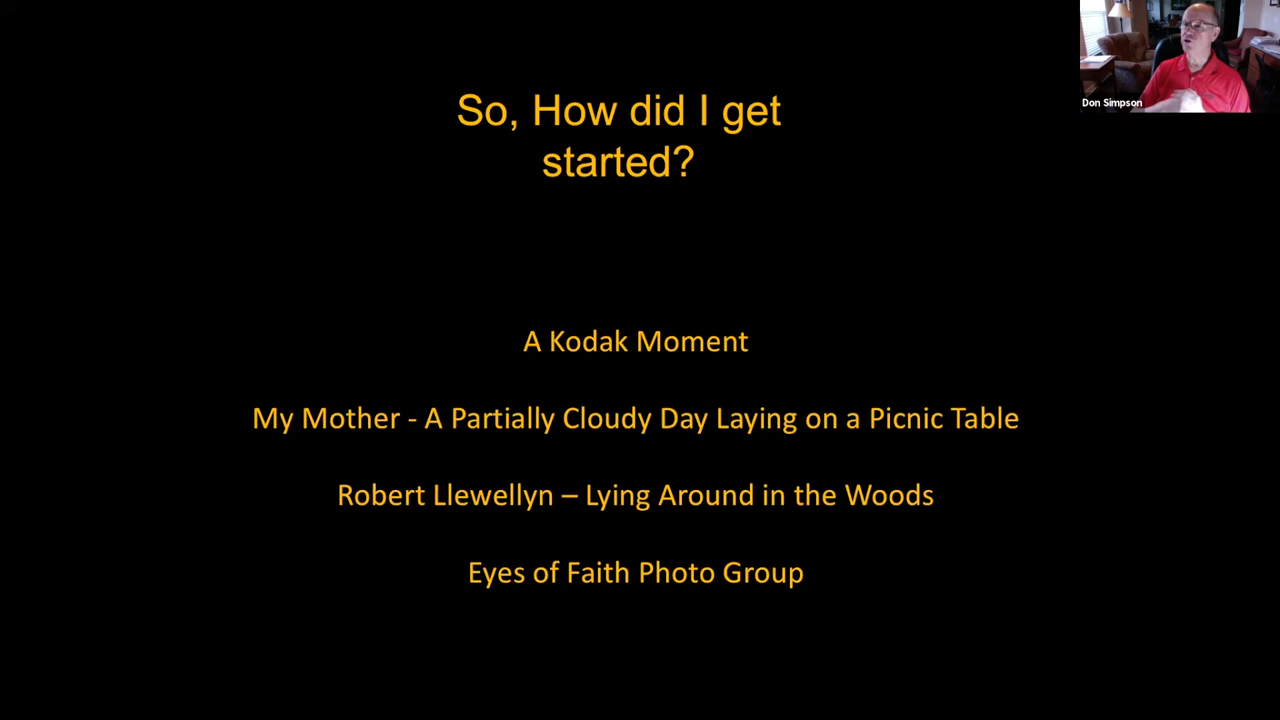 So, How did I get
started?
Don Simpson
A Kodak Moment
My Mother - A Partially Cloudy Day Laying on a Picnic Table
Robert Llewellyn – Lying Around in the Woods
Eyes of Faith Photo Group